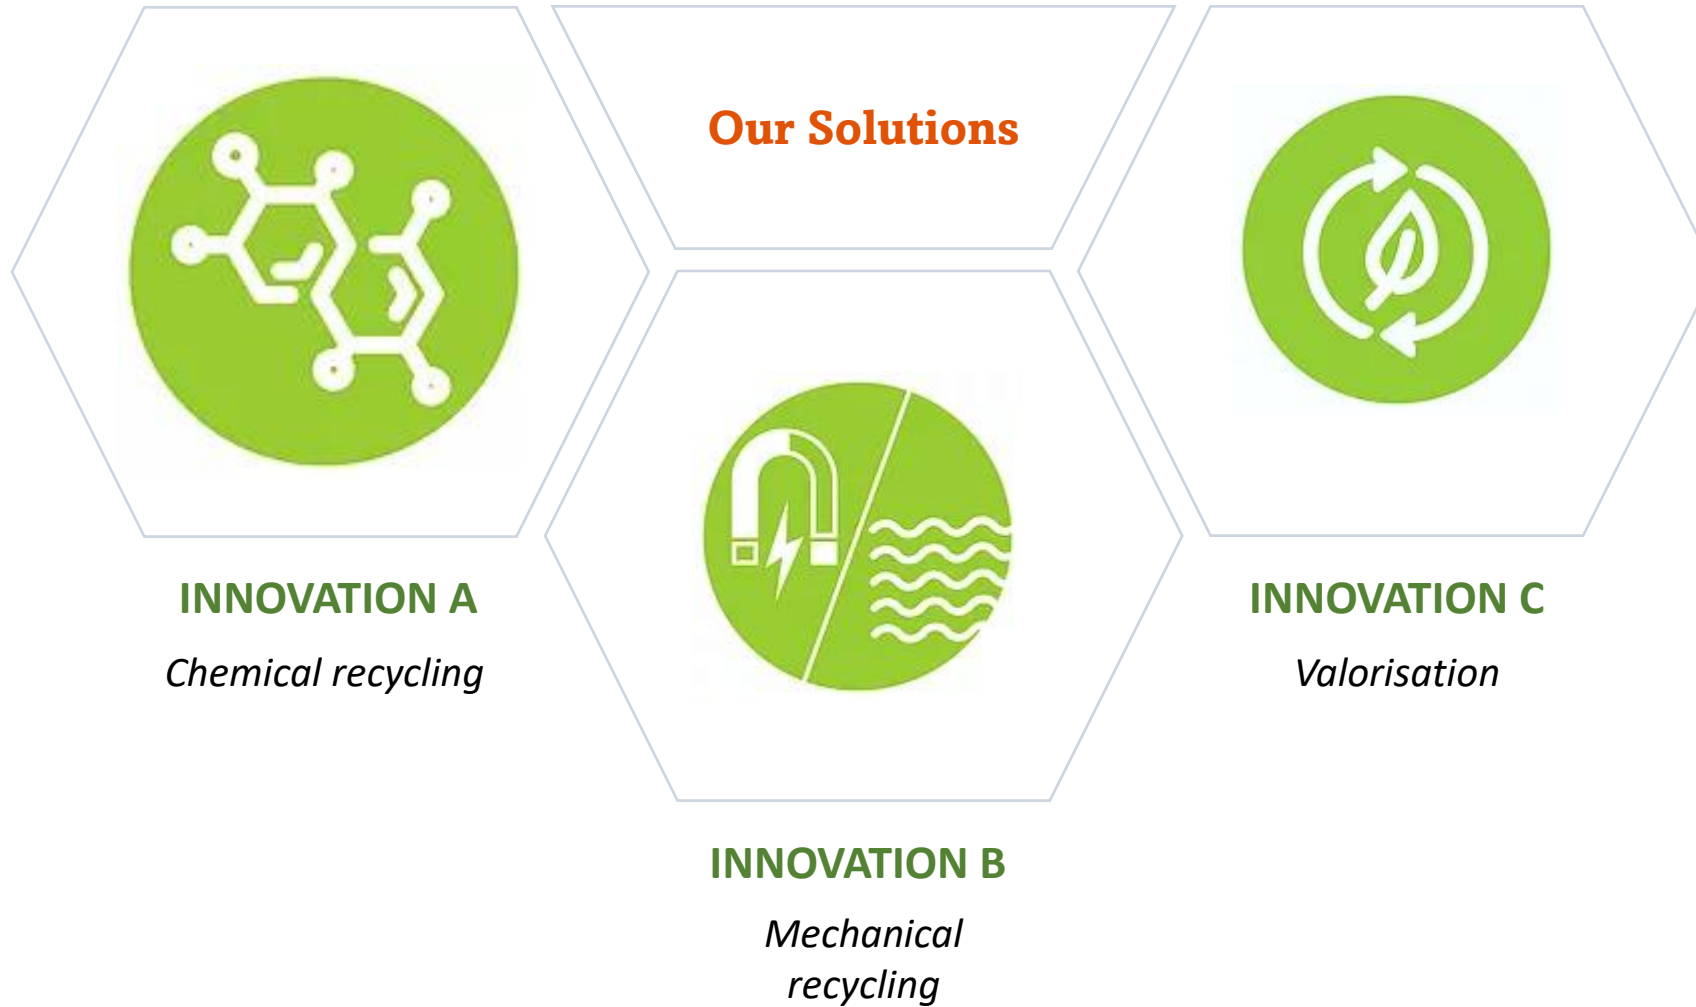 Our Solutions
INNOVATION A
Chemical recycling
INNOVATION B
Mechanical
recycling
INNOVATION C
Valorisation